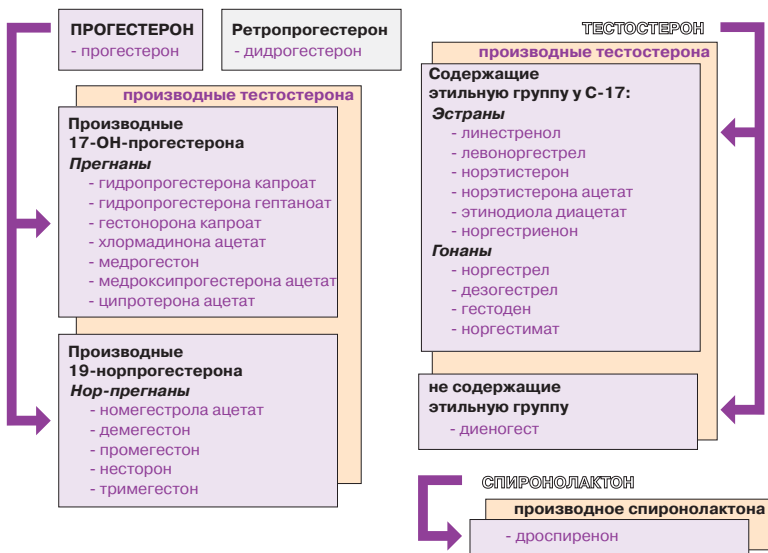 ПРОГЕСТЕРОН
- прогестерон
Ретропрогестерон
- дидрогестерон
производные тестостерона
Производные
17-ОН-прогестерона
Прегнаны
- гидропрогестерона капроат
- гидропрогестерона гептаноат
- гестонорона капроат
- хлормадинона ацетат
- медрогестон
- медроксипрогестерона ацетат
- ципротерона ацетат
Производные
19-норпрогестерона
Нор-прегнаны
- номегестрола ацетат
- демегестон
- промегестон
- несторон
- тримегестон
ТЕСТОСТЕРОН
производные тестостерона
Содержащие
этильную группу у С-17:
Эстраны
- линестренол
- левоноргестрел
- норэтистерон
- норэтистерона ацетат
- этинодиола диацетат
- норгестриенон
Гонаны
- норгестрел
- дезогестрел
- гестоден
- норгестимат
не содержащие
этильную группу
- диеногест
СПИРОНОЛАКТОН
производное спиронолактона
- дроспиренон